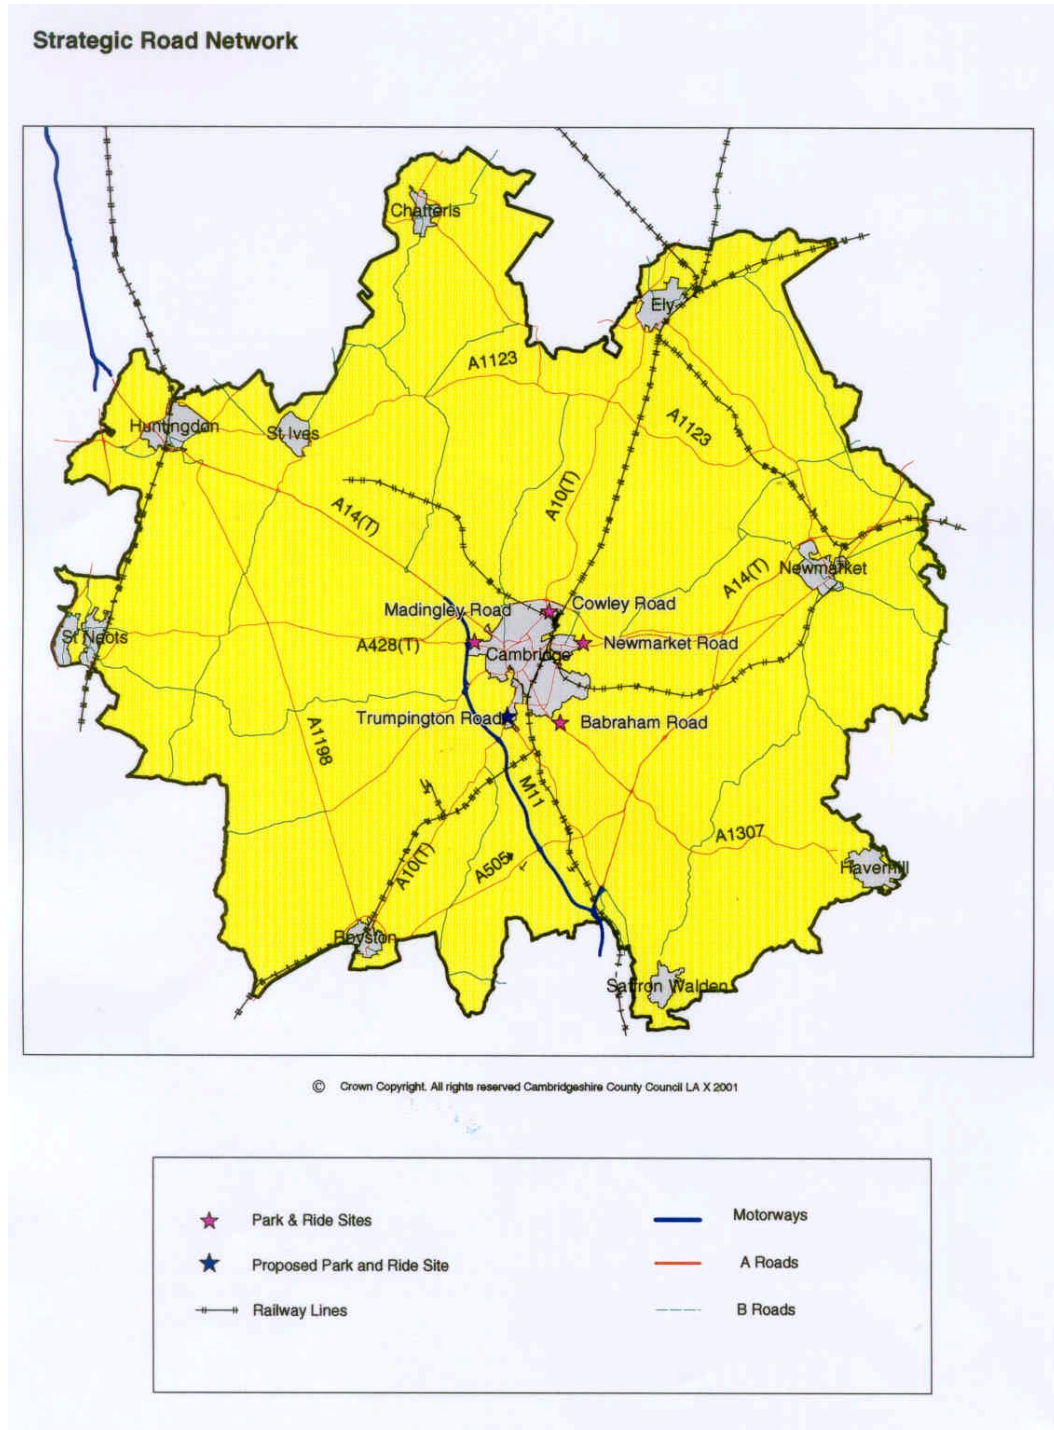 Strategic Road Network
Chatteris
Ely
A1123
Huntingdon
St Ives
A1123
A10(T)
A14(T)
A14(T)
Newmarket
Madingley Road
Cowley Road
St Neots
A428(T)
Newmarket Road
Cambridge
Trumpington Road
Babraham Road
A1198
M11
A1307
A10(T)
A505
Haverhill
Royston
Saffron Walden
© Crown Copyright. All rights reserved Cambridgeshire County Council LA X 2001
Park & Ride Sites
Motorways
Proposed Park and Ride Site
A Roads
Railway Lines
B Roads